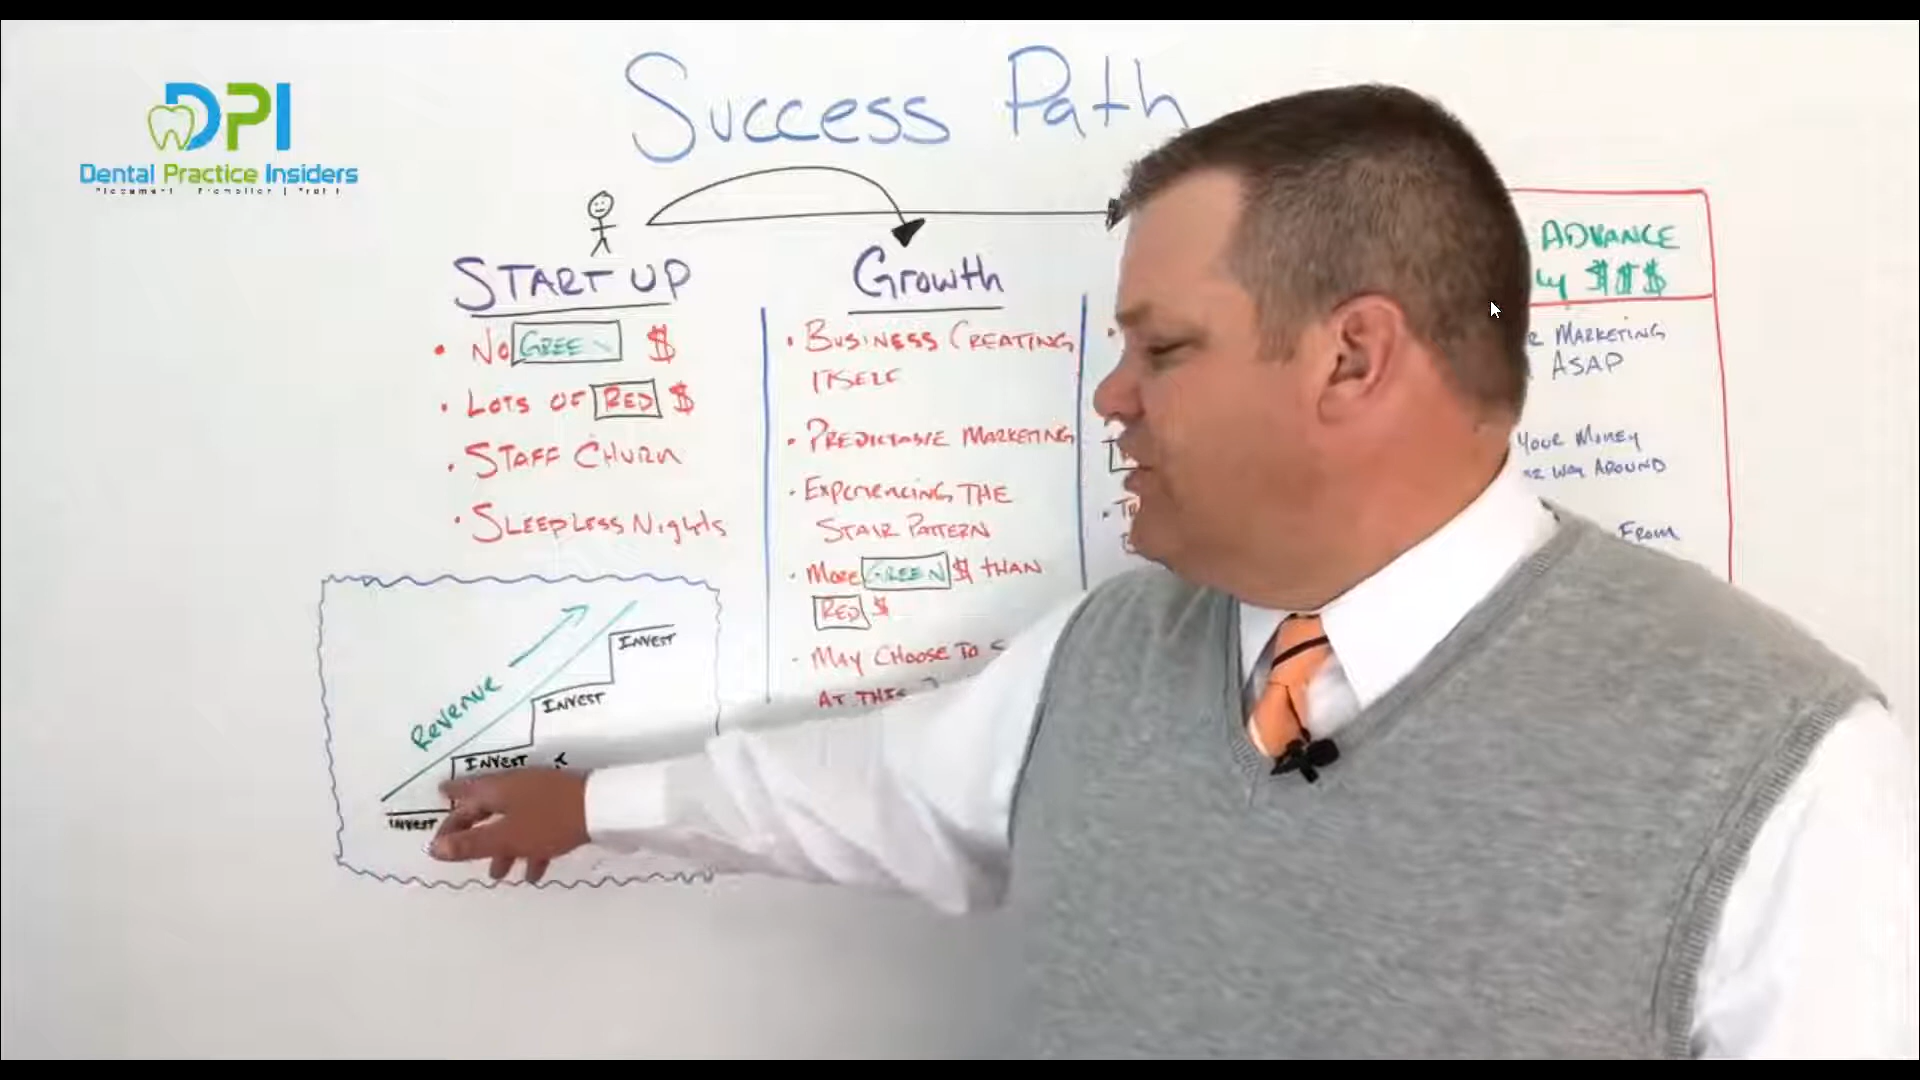 Success Path
DPI
Dental Practice Insiders
START UP
• No GREEN $
• LOTS OF RED $
• STAFF CHURN
• SLEEPLESS Nights
Revenue
INVEST
INVEST
INVEST
INVEST
Growth
• BUSINESS CREATING
ITSELF
• PREDICTABLE MARKETING
• EXPERIENCING THE
STAIR PATTERN
• More GREEN $ THAN
RED $
• MAY CHOOSE TO
AT THIS
ADVANCE
$$$
MARKETING
ASAP
YOUR MONEY
WAY AROUND
FROM